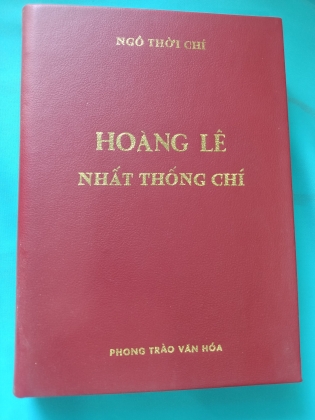 NGÔ THỜI CHÍ
HOÀNG LÊ
NHẤT THỐNG CHÍ
PHONG TRÀO VĂN HÓA